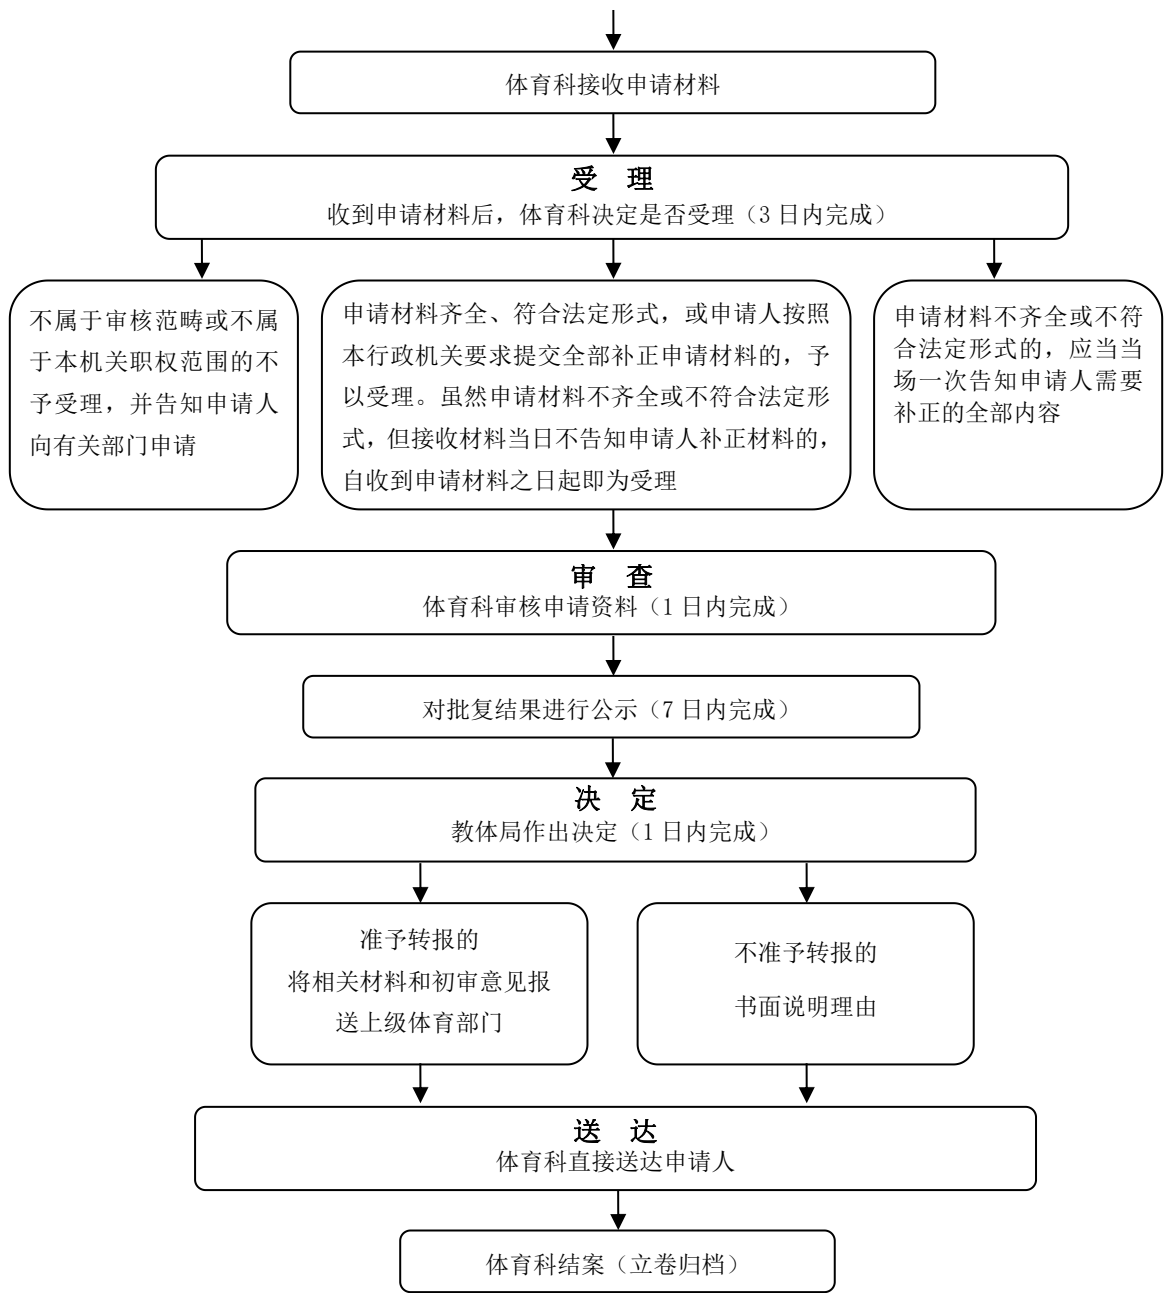 体育科接收申请材料
受 理
收到申请材料后，体育科决定是否受理（3 日内完成）
不属于审核范畴或不属
于本机关职权范围的不
予受理，并告知申请人
向有关部门申请
申请材料齐全、符合法定形式，或申请人按照
本行政机关要求提交全部补正申请材料的，予
以受理。虽然申请材料不齐全或不符合法定形
式，但接收材料当日不告知申请人补正材料的，
自收到申请材料之日起即为受理
申请材料不齐全或不符
合法定形式的，应当当
场一次告知申请人需要
补正的全部内容
审 查
体育科审核申请资料（1 日内完成）
对批复结果进行公示（7 日内完成）
决 定
教体局作出决定（1 日内完成）
准予转报的
将相关材料和初审意见报
送上级体育部门
不准予转报的
书面说明理由
送 达
体育科直接送达申请人
体育科结案（立卷归档）